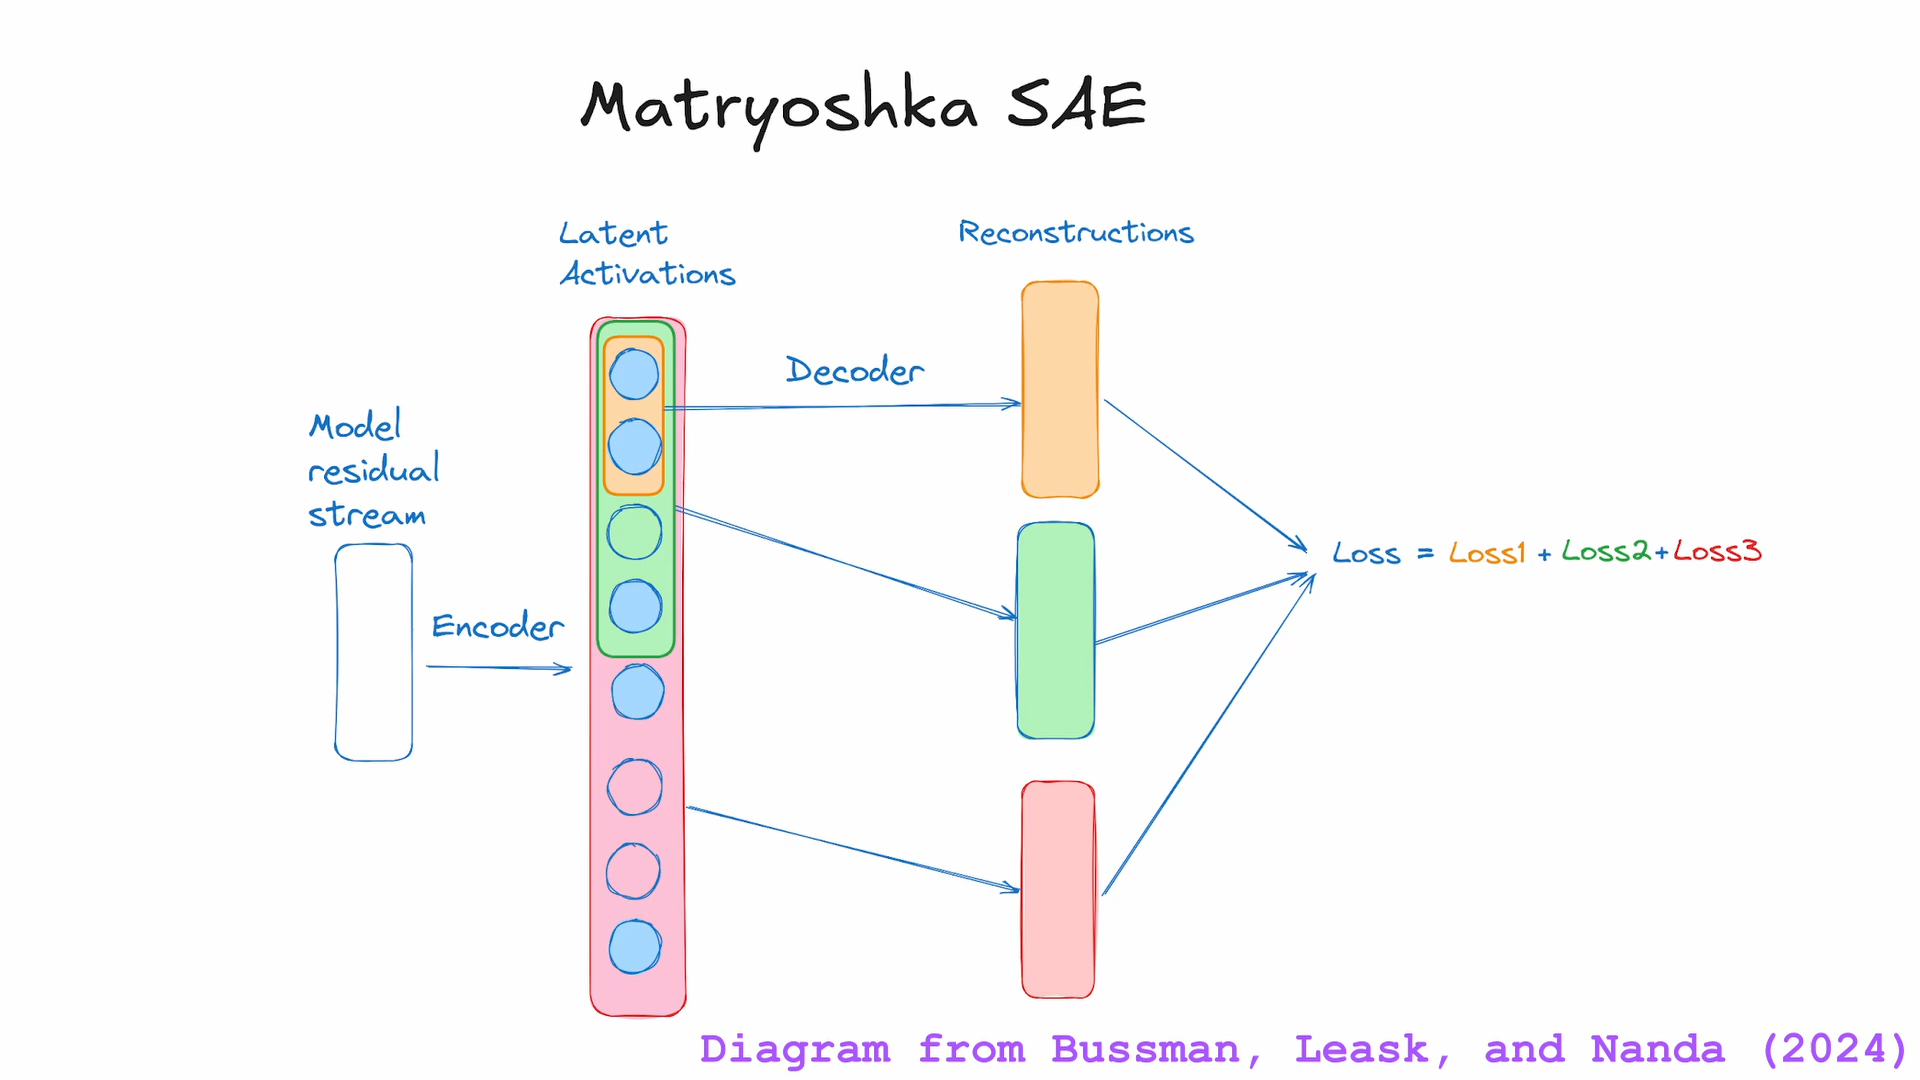 Matryoshka SAE
Latent
Activations
Reconstructions
Decoder
Model
residual
stream
Encoder
Loss = Loss1 + Loss2+Loss3
Diagram from Bussman, Leask, and Nanda (2024)